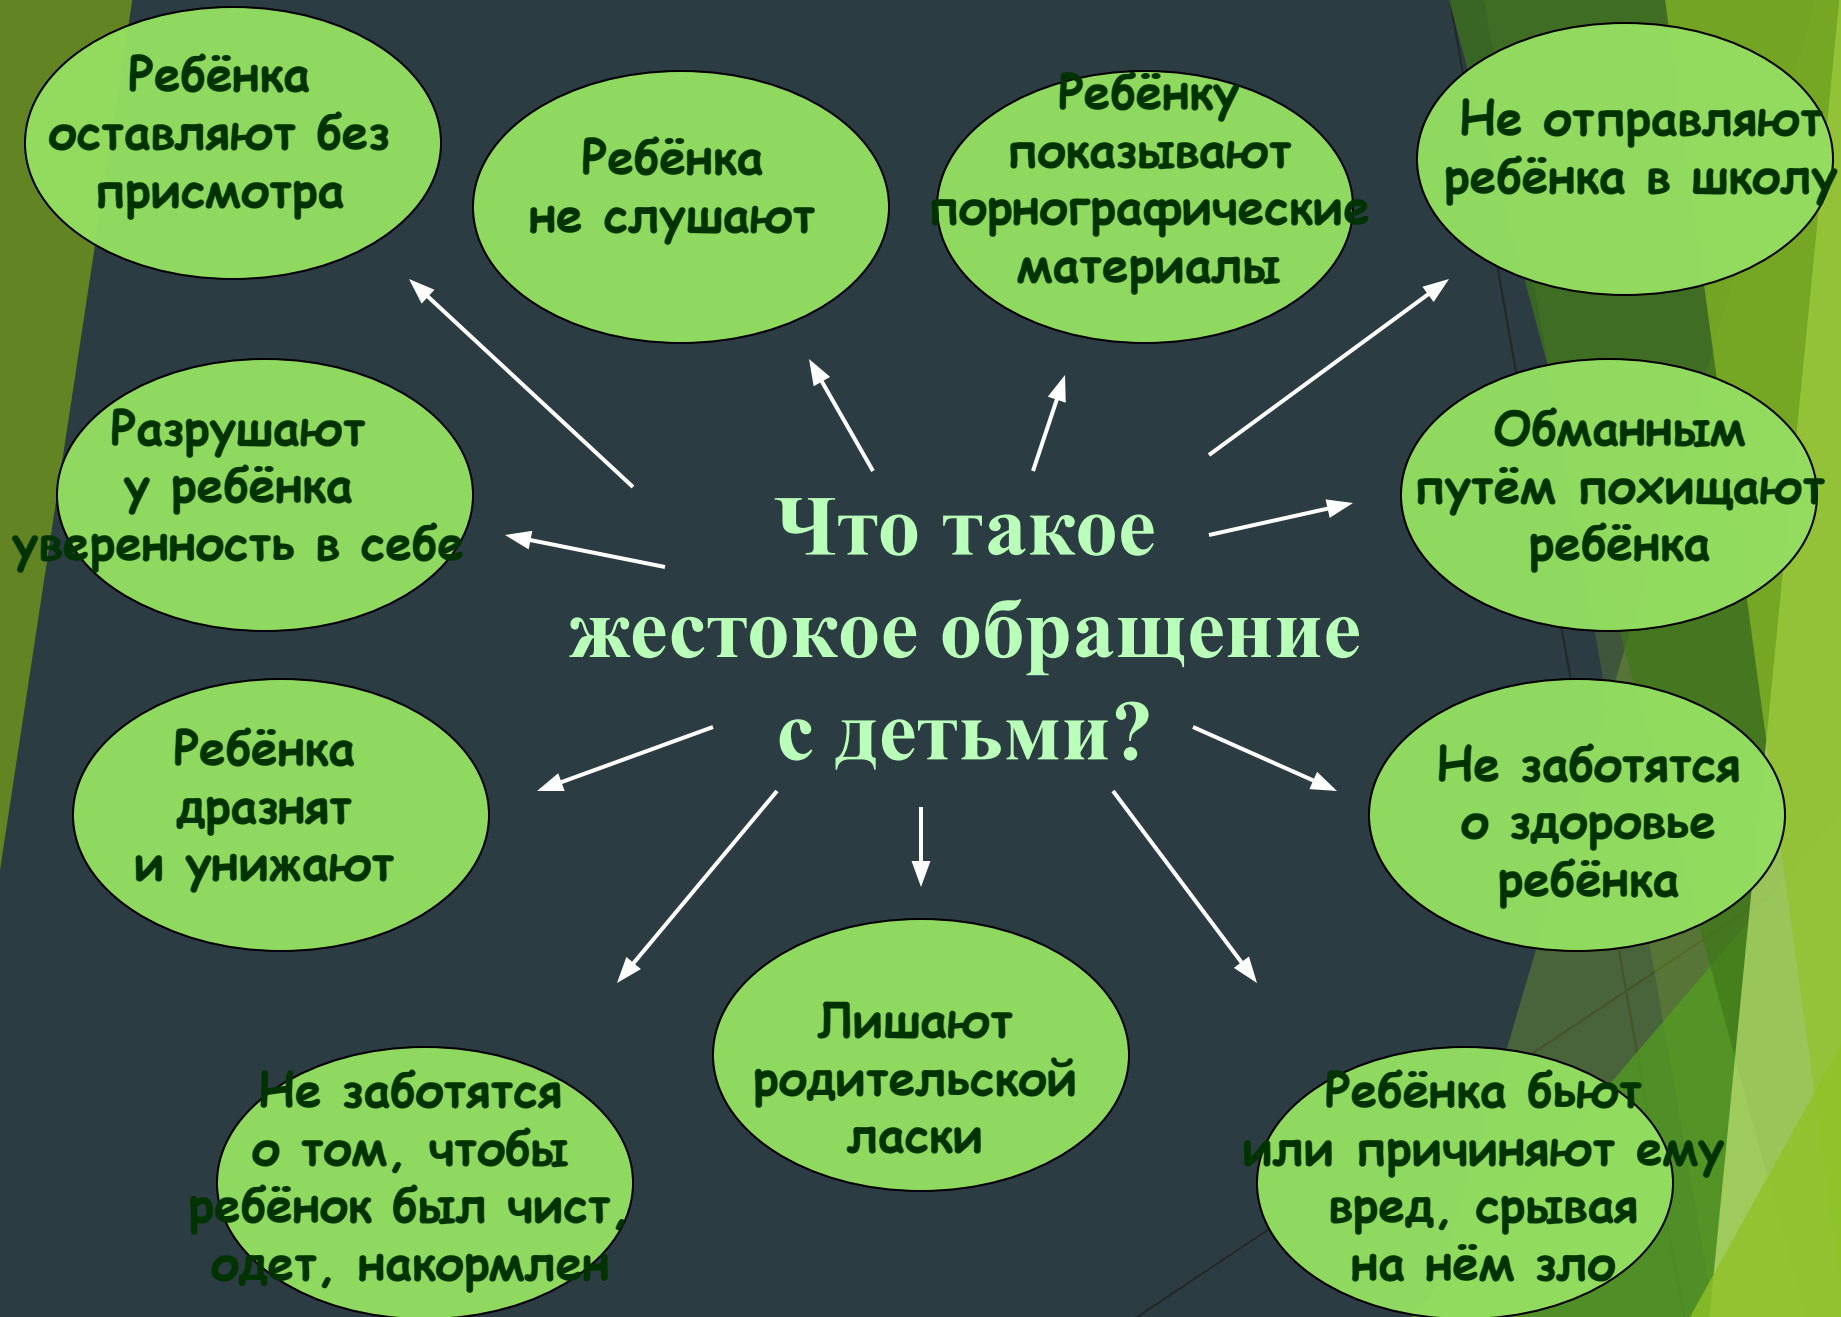 Ребёнка
оставляют без
присмотра
Ребёнка
не слушают
Ребёнку
показывают
порнографические
материалы
Не отправляют
ребёнка в школу
Разрушают
у ребёнка
уверенность в себе
Что такое
жестокое обращение
с детьми?
Обманным
путём похищают
ребёнка
Ребёнка
дразнят
и унижают
Не заботятся
о здоровье
ребёнка
Не заботятся
о том, чтобы
ребёнок был чист,
одет, накормлен
Лишают
родительской
ласки
Ребёнка бьют
или причиняют ему
вред, срывая
на нём зло